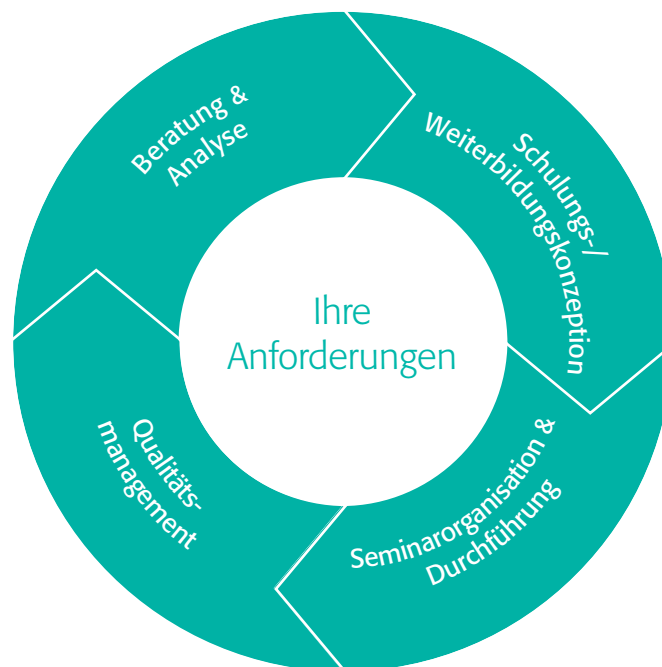 Beratung &
Analyse
Schulungs-/
Weiterbildungskonzeption
Ihre
Anforderungen
Seminarorganisation &
Durchführung
Qualitäts-
management